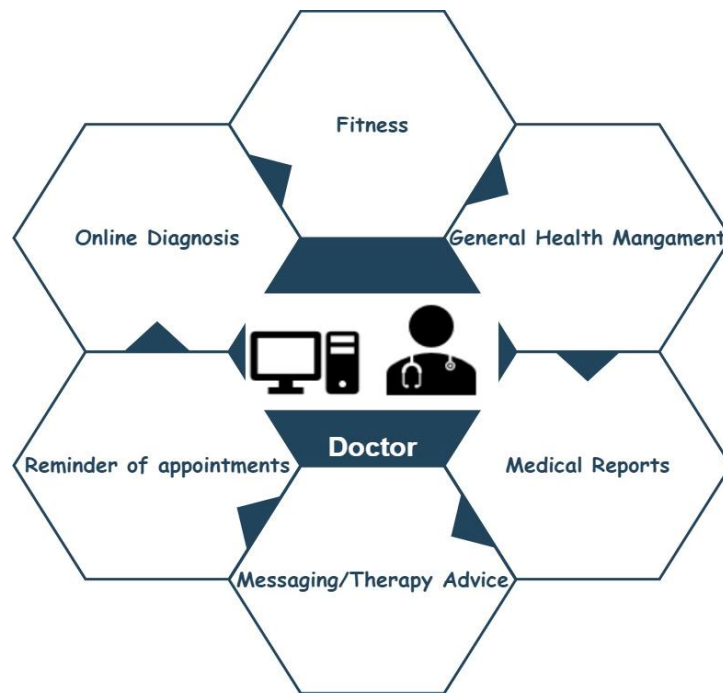 Fitness
Online Diagnosis
General Health Mangament
Doctor
Reminder of appointments
Medical Reports
Messaging/Therapy Advice